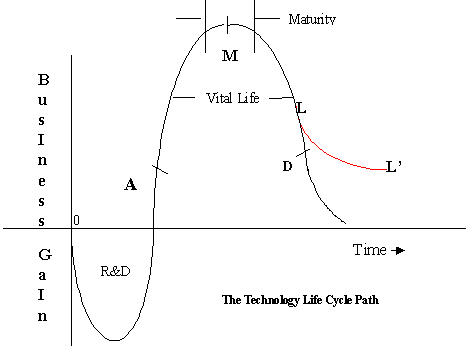 Maturity
M
B
u
s
I
n
e
s
s
G
a
I
n
Vital Life
L
A
D
L’
0
Time
R&D
The Technology Life Cycle Path